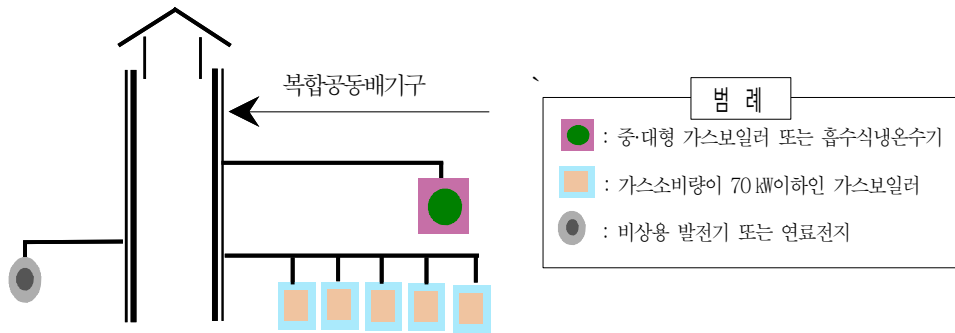 복합공동배기구
`
범 례
: 중·대형 가스보일러 또는 흡수식냉온수기
: 가스소비량이 70㎾이하인 가스보일러
: 비상용 발전기 또는 연료전지